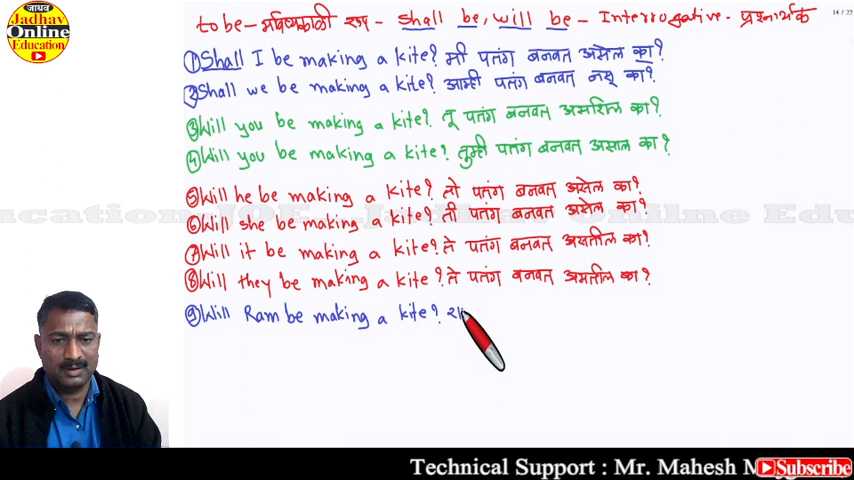 जाधव
Jadhav
Online
Education
to be - भविष्यकाळी रूप - shall be, will be - Interrogative - प्रश्नार्थक
14 / 22
① Shall I be making a kite? मी पतंग बनवत असेल का?
② Shall we be making a kite? आम्ही पतंग बनवत नसू का?
③ Will you be making a kite? तू पतंग बनवत असशिल का?
④ Will you be making a kite? तुम्ही पतंग बनवत असाल का?
⑤ Will he be making a kite? तो पतंग बनवत असेल का?
⑥ Will she be making a kite? ती पतंग बनवत असेल का?
⑦ Will it be making a kite? ते पतंग बनवत असतील का?
⑧ Will they be making a kite? ते पतंग बनवत असतील का?
⑨ Will Ram be making a kite? रा
Technical Support : Mr. Mahesh
Subscribe